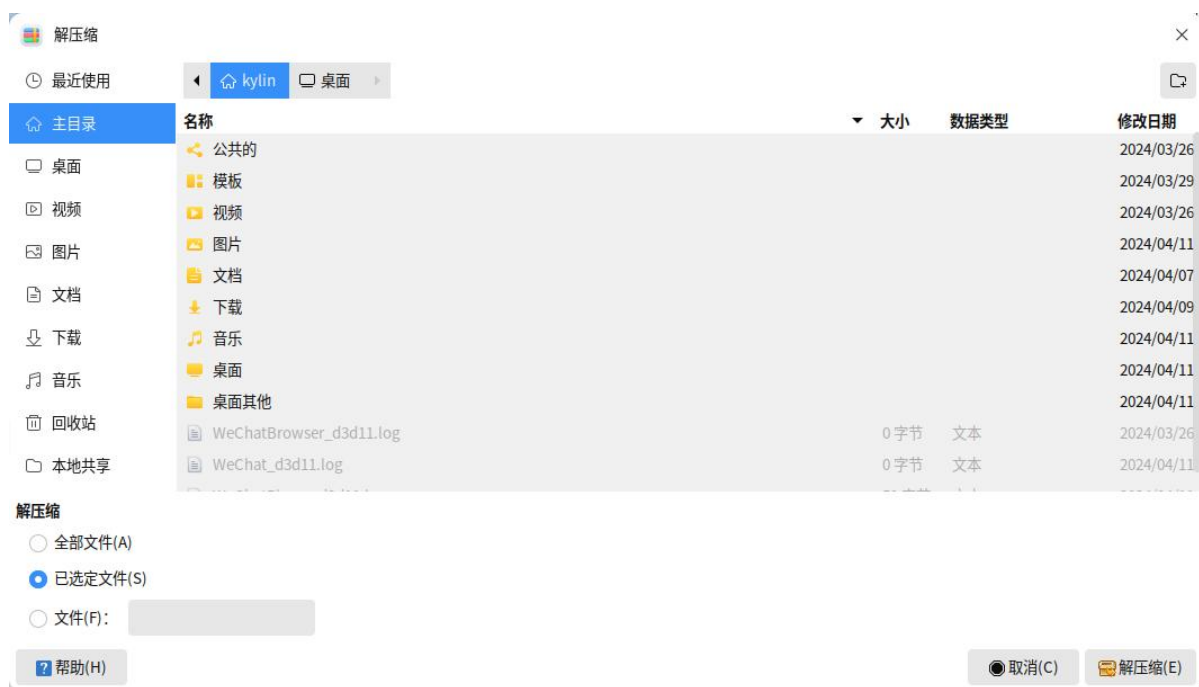 解压缩
最近使用
kylin 桌面
主目录
名称 大小 数据类型 修改日期
公共的 2024/03/26
桌面
模板 2024/03/29
视频
视频 2024/03/26
图片
图片 2024/04/11
文档
文档 2024/04/07
下载
下载 2024/04/09
音乐
音乐 2024/04/11
桌面 2024/04/11
回收站
桌面其他 2024/04/11
WeChatBrowser_d3d11.log 0 字节 文本 2024/03/26
本地共享
WeChat_d3d11.log 0 字节 文本 2024/04/11
解压缩
全部文件(A)
已选定文件(S)
文件(F)：
帮助(H) 取消(C) 解压缩(E)